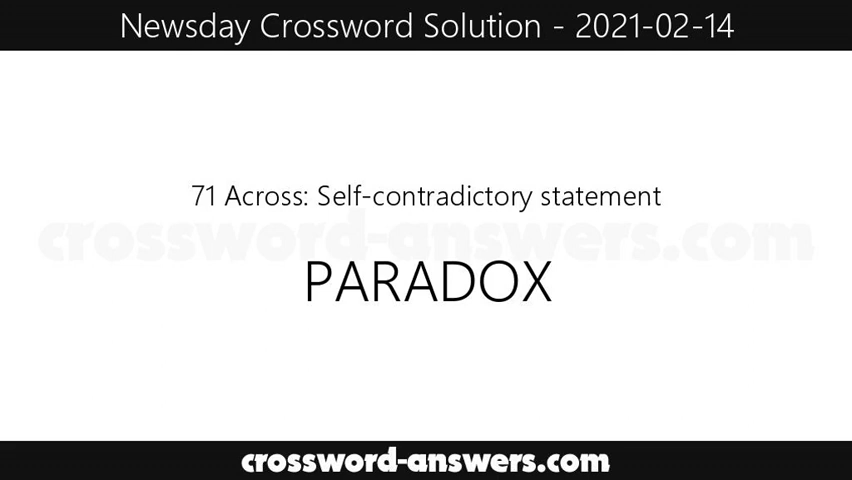 Newsday Crossword Solution - 2021-02-14
71 Across: Self-contradictory statement
crossword-answers.com
PARADOX
crossword-answers.com